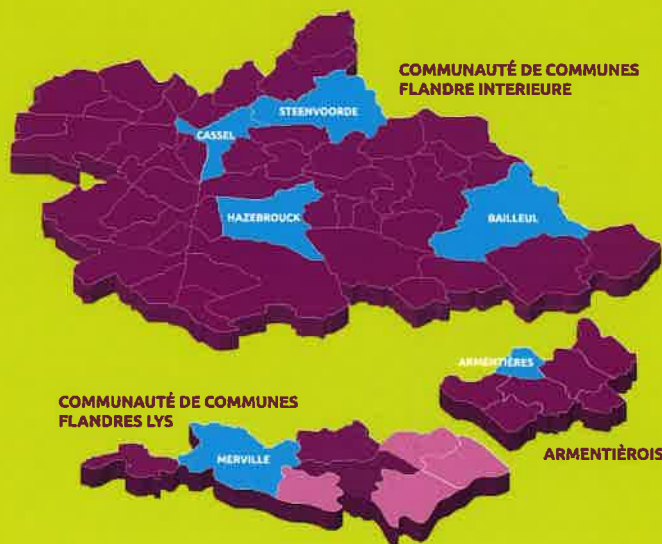 COMMUNAUTÉ DE COMMUNES
FLANDRE INTERIEURE
STEENVOORDE
CASSEL
HAZEBROUCK
BAILLEUL
ARMENTIÈRES
COMMUNAUTÉ DE COMMUNES
FLANDRES LYS
MERVILLE
ARMENTIÈROIS